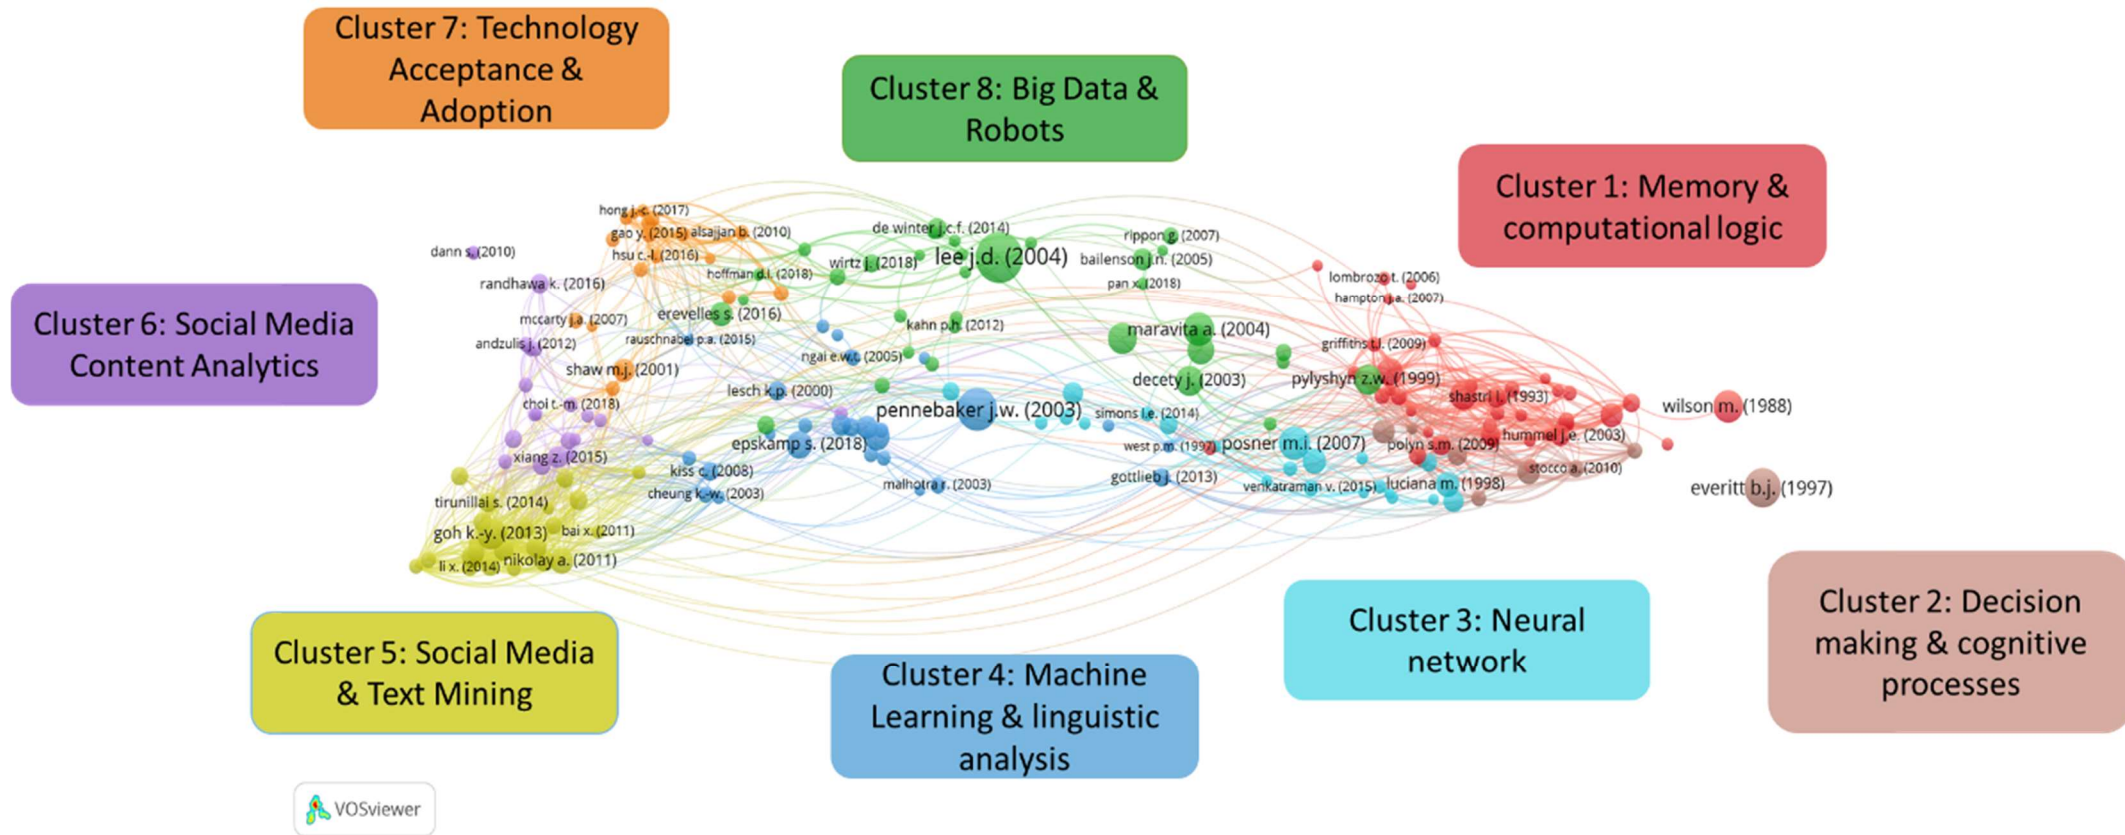 Cluster 7: Technology
Acceptance &
Adoption
Cluster 8: Big Data &
Robots
Cluster 1: Memory &
computational logic
Cluster 6: Social Media
Content Analytics
hong j.-c. (2017)
gao y. (2015) alsajjan b. (2010)
dann s. (2010)
hsu c.-l. (2016)
randhawa k. (2016)
hoffman d.l. (2018)
mccarty j.a. (2007)
erevelles s. (2016)
andzulis j. (2012)
rauschnabel p.a. (2015)
shaw m.j. (2001)
choi t.-m. (2018)
xiang z. (2015)
de winter j.c.f. (2014)
wirtz j. (2018)
lee j.d. (2004)
rippon g. (2007)
bailenson j.n. (2005)
pan x. (2018)
kahn p.h. (2012)
ngai e.w.t. (2005)
maravita a. (2004)
decety j. (2003)
lesch k.p. (2000)
pennebaker j.w. (2003)
simons l.e. (2014)
epskamp s. (2018)
west p.m. (1997)
posner m.i. (2007)
kiss c. (2008)
cheung k.-w. (2003)
malhotra r. (2003)
gottlieb j. (2013)
venkatraman v. (2015)
luciana m. (1998)
lombrozo t. (2006)
hampton j.a. (2007)
griffiths t.l. (2009)
pylyshyn z.w. (1999)
shastri l. (1993)
wilson m. (1988)
polyn s.m. (2009)
hummel j.e. (2003)
stocco a. (2010)
everitt b.j. (1997)
tirunillai s. (2014)
goh k.-y. (2013)
bai x. (2011)
li x. (2014)
nikolay a. (2011)
Cluster 5: Social Media
& Text Mining
Cluster 4: Machine
Learning & linguistic
analysis
Cluster 3: Neural
network
Cluster 2: Decision
making & cognitive
processes
VOSviewer